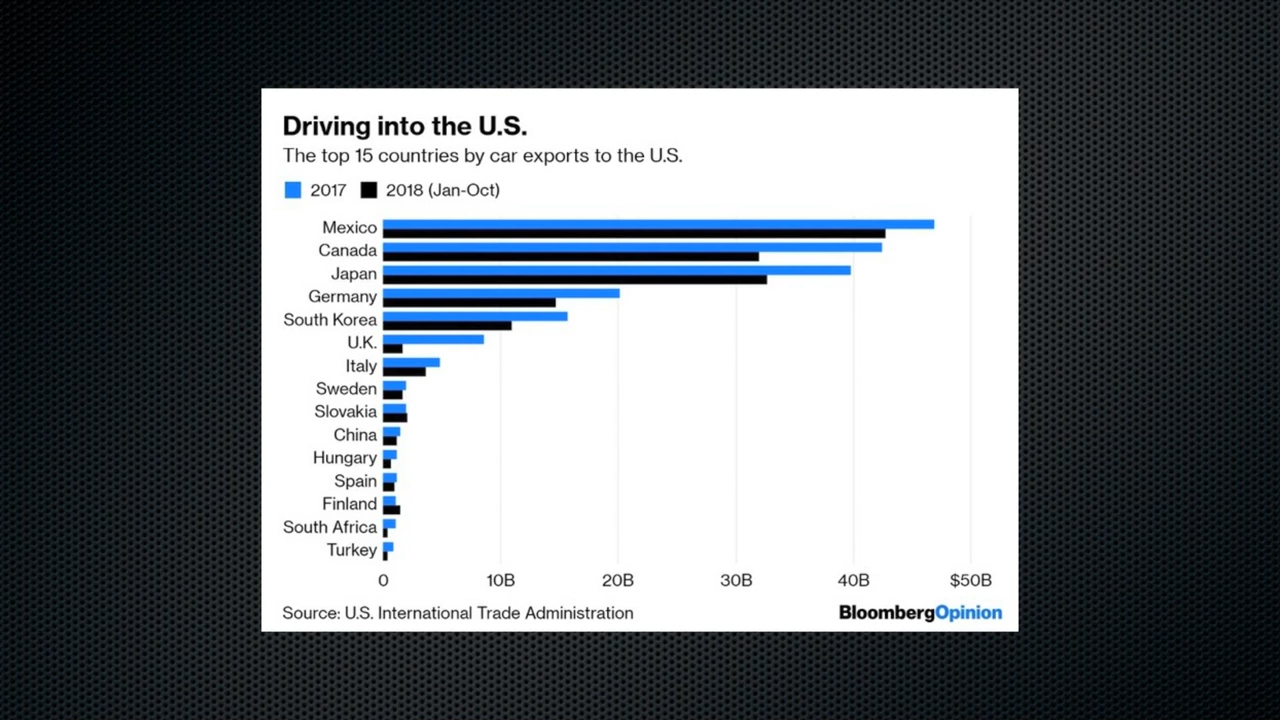 Driving into the U.S.
The top 15 countries by car exports to the U.S.
2017 2018 (Jan-Oct)
Mexico
Canada
Japan
Germany
South Korea
U.K.
Italy
Sweden
Slovakia
China
Hungary
Spain
Finland
South Africa
Turkey
0 10B 20B 30B 40B $50B
Source: U.S. International Trade Administration BloombergOpinion